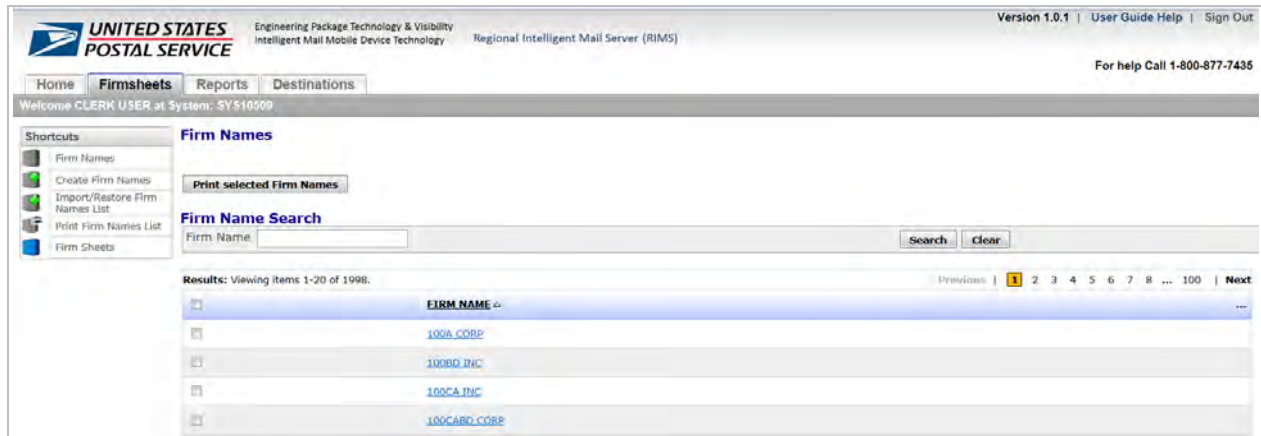 Version 1.0.1 | User Guide Help | Sign Out
UNITED STATES
POSTAL SERVICE
Engineering Package Technology & Visibility
Intelligent Mail Mobile Device Technology
Regional Intelligent Mail Server (RIMS)
For help Call 1-800-877-7435
Home Firmsheets Reports Destinations
Welcome CLERK USER at System: SYS10509
Shortcuts
Firm Names
Create Firm Names
Import/Restore Firm
Names List
Print Firm Names List
Firm Sheets
Firm Names
Print selected Firm Names
Firm Name Search
Firm Name Search Clear
Results: Viewing items 1-20 of 1998. Previous | 1 2 3 4 5 6 7 8 ... 100 | Next
FIRM NAME ...
100A CORP
100BD INC
100CA INC
100CABD CORP